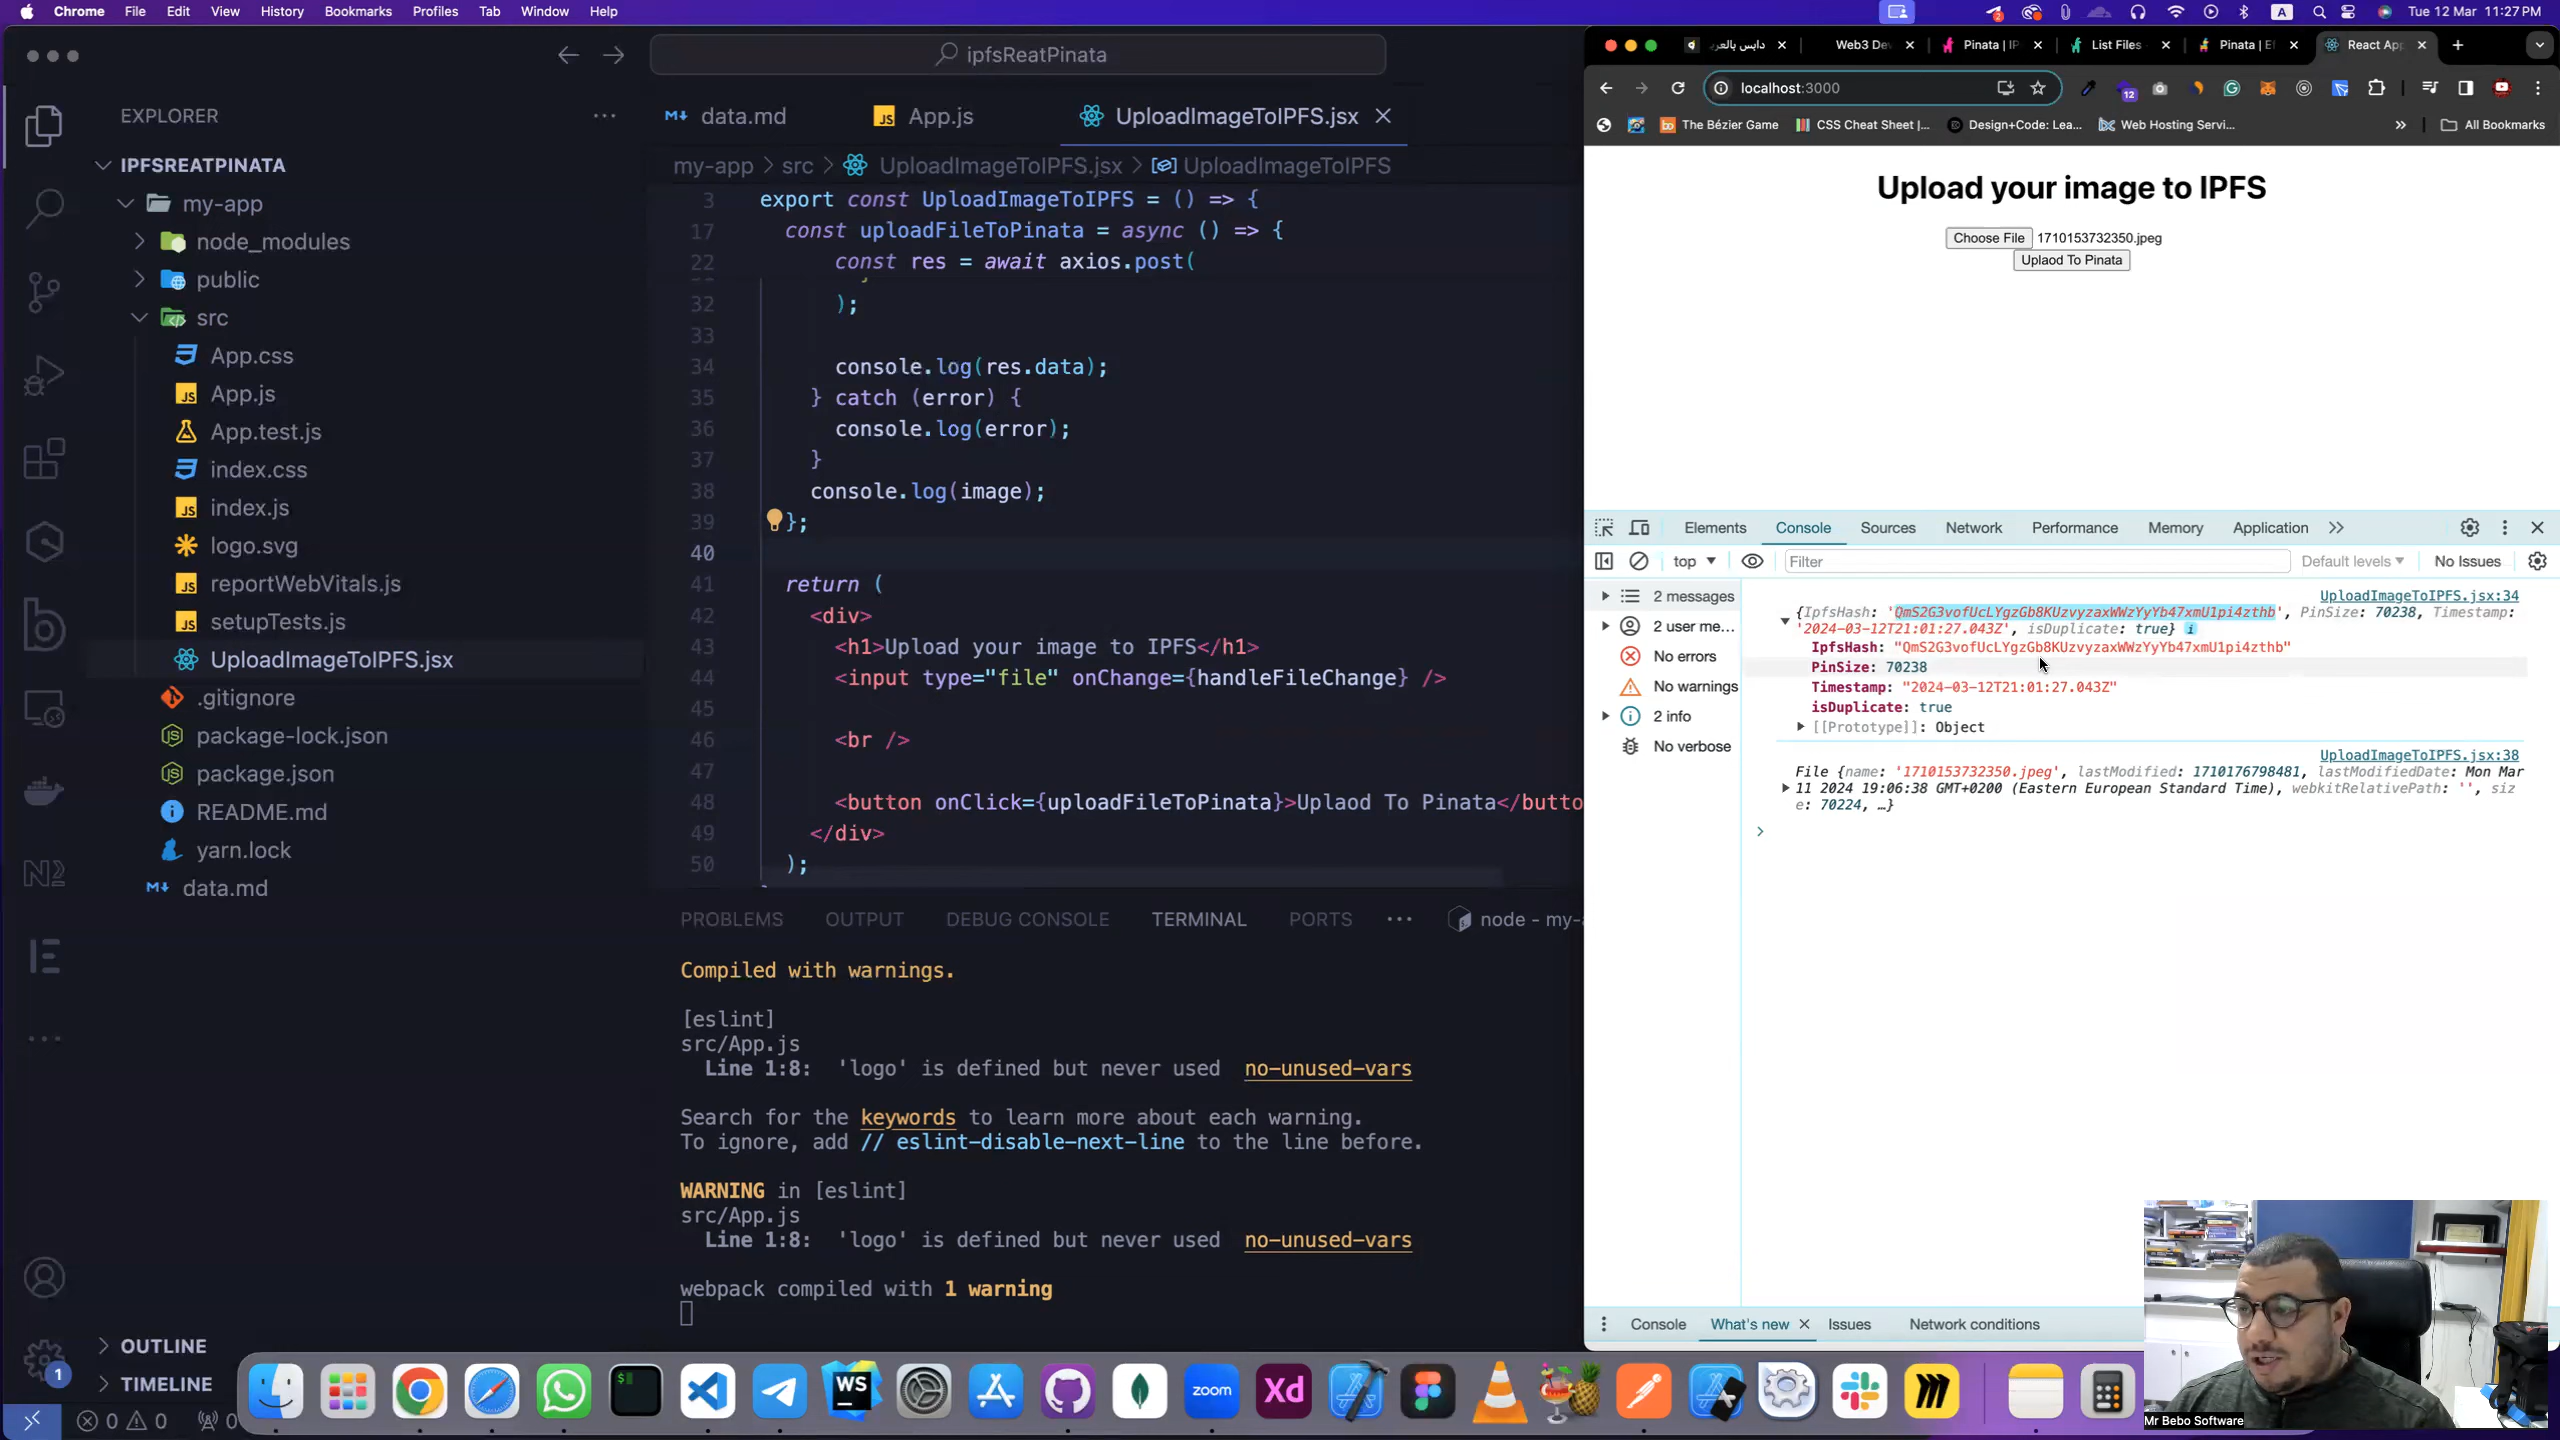 Chrome File Edit View History Bookmarks Profiles Tab Window Help
A Tue 12 Mar 11:27 PM
ipfsReatPinata
EXPLORER
IPFSREATPINATA
my-app
node_modules
public
src
App.css
App.js
App.test.js
index.css
index.js
logo.svg
reportWebVitals.js
setupTests.js
UploadImageToIPFS.jsx
.gitignore
package-lock.json
package.json
README.md
yarn.lock
data.md
OUTLINE
TIMELINE
1
0 0 0
data.md App.js UploadImageToIPFS.jsx
my-app > src > UploadImageToIPFS.jsx > UploadImageToIPFS
3 export const UploadImageToIPFS = () => {
17 const uploadFileToPinata = async () => {
22 const res = await axios.post(
32 );
33
34 console.log(res.data);
35 } catch (error) {
36 console.log(error);
37 }
38 console.log(image);
39 };
40
41 return (
42 <div>
43 <h1>Upload your image to IPFS</h1>
44 <input type="file" onChange={handleFileChange} />
45
46 <br />
47
48 <button onClick={uploadFileToPinata}>Uplaod To Pinata</butto
49 </div>
50 );
PROBLEMS OUTPUT DEBUG CONSOLE TERMINAL PORTS node - my-a
Compiled with warnings.
[eslint]
src/App.js
Line 1:8: 'logo' is defined but never used no-unused-vars
Search for the keywords to learn more about each warning.
To ignore, add // eslint-disable-next-line to the line before.
WARNING in [eslint]
src/App.js
Line 1:8: 'logo' is defined but never used no-unused-vars
webpack compiled with 1 warning
دابس بالعرب Web3 De Pinata | IP List Files Pinata | E React App
localhost:3000
12
The Bézier Game CSS Cheat Sheet |... Design+Code: Lea... Web Hosting Servi... All Bookmarks
Upload your image to IPFS
Choose File 1710153732350.jpeg
Uplaod To Pinata
Elements Console Sources Network Performance Memory Application
top Filter Default levels No Issues
2 messages
2 user me...
No errors
No warnings
2 info
No verbose
UploadImageToIPFS.jsx:34
{IpfsHash: 'QmS2G3vofUcLYgzGb8KUzvyzaxWWzYyYb47xmU1pi4zthb', PinSize: 70238, Timestamp:
'2024-03-12T21:01:27.043Z', isDuplicate: true}
IpfsHash: "QmS2G3vofUcLYgzGb8KUzvyzaxWWzYyYb47xmU1pi4zthb"
PinSize: 70238
Timestamp: "2024-03-12T21:01:27.043Z"
isDuplicate: true
[[Prototype]]: Object
UploadImageToIPFS.jsx:38
File {name: '1710153732350.jpeg', lastModified: 1710176798481, lastModifiedDate: Mon Mar
11 2024 19:06:38 GMT+0200 (Eastern European Standard Time), webkitRelativePath: '', siz
e: 70224, …}
Console What's new Issues Network conditions
Mr Bebo Software
WS zoom Xd